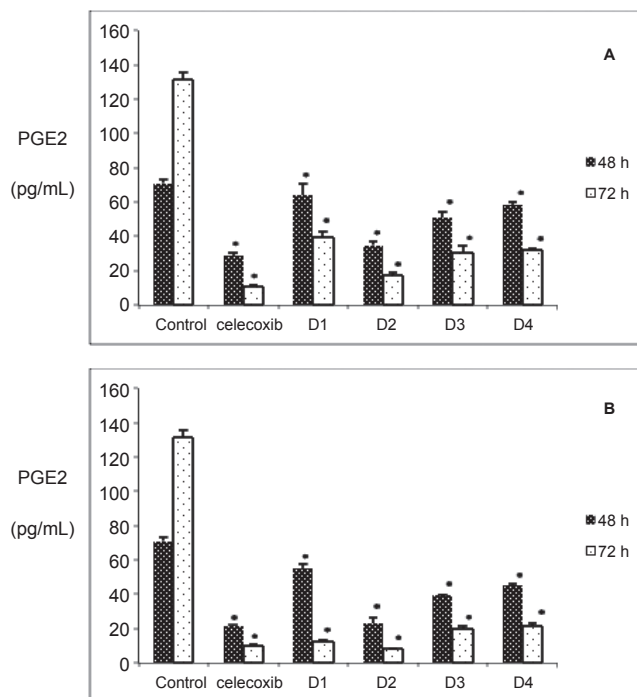 A
160
140
120
100
80
60
40
20
0
PGE2
(pg/mL)
* * * * * * * * * *
48 h
72 h
Control celecoxib D1 D2 D3 D4
B
160
140
120
100
80
60
40
20
0
PGE2
(pg/mL)
* * * * * * * * * *
48 h
72 h
Control celecoxib D1 D2 D3 D4